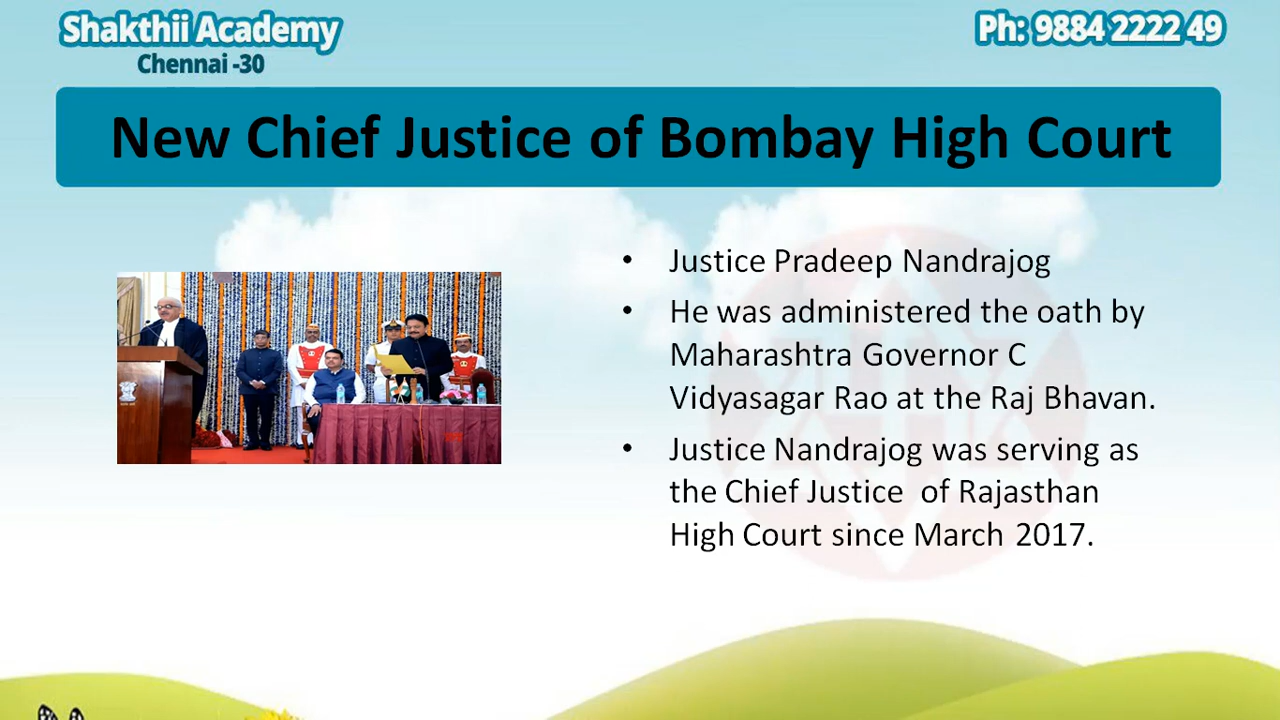 Shakthii Academy
Chennai -30
Ph: 9884 2222 49
New Chief Justice of Bombay High Court
• Justice Pradeep Nandrajog
• He was administered the oath by
Maharashtra Governor C
Vidyasagar Rao at the Raj Bhavan.
• Justice Nandrajog was serving as
the Chief Justice  of Rajasthan
High Court since March 2017.